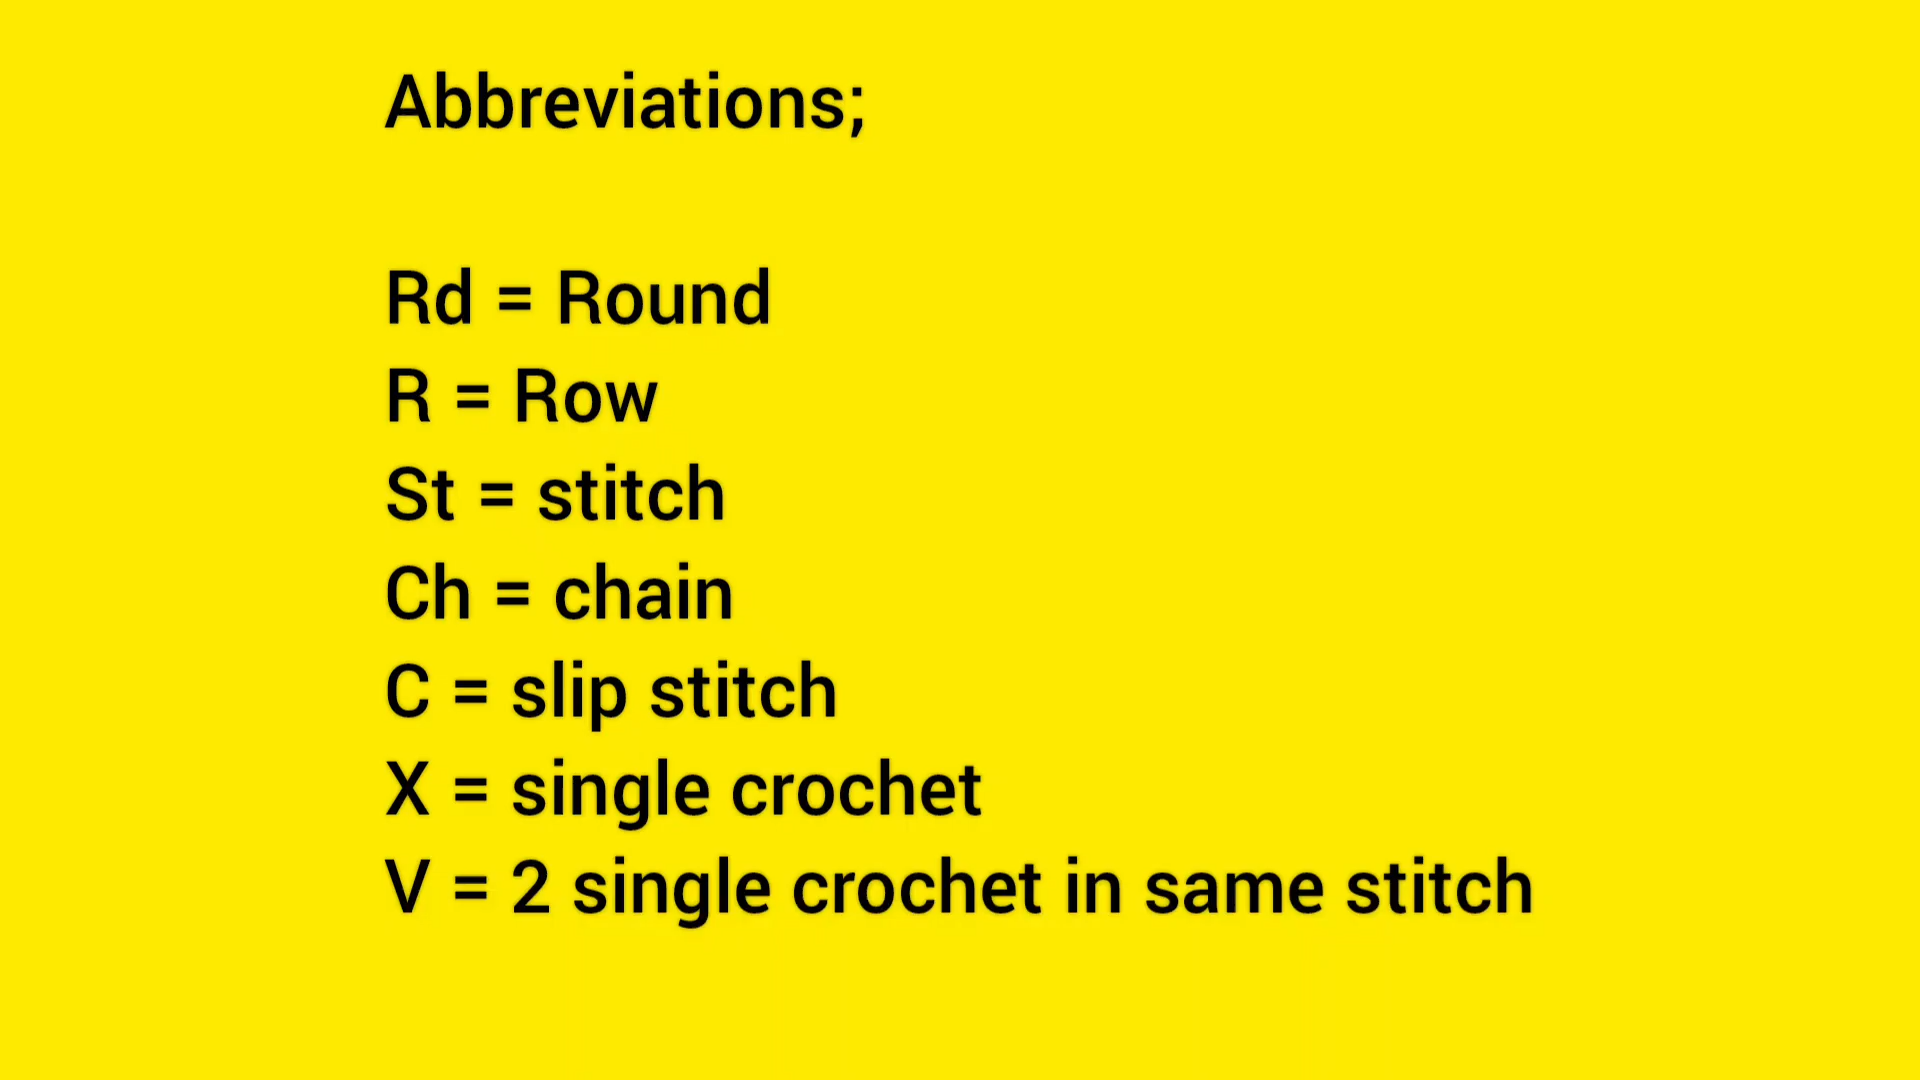 Abbreviations;
Rd = Round
R = Row
St = stitch
Ch = chain
C = slip stitch
X = single crochet
V = 2 single crochet in same stitch